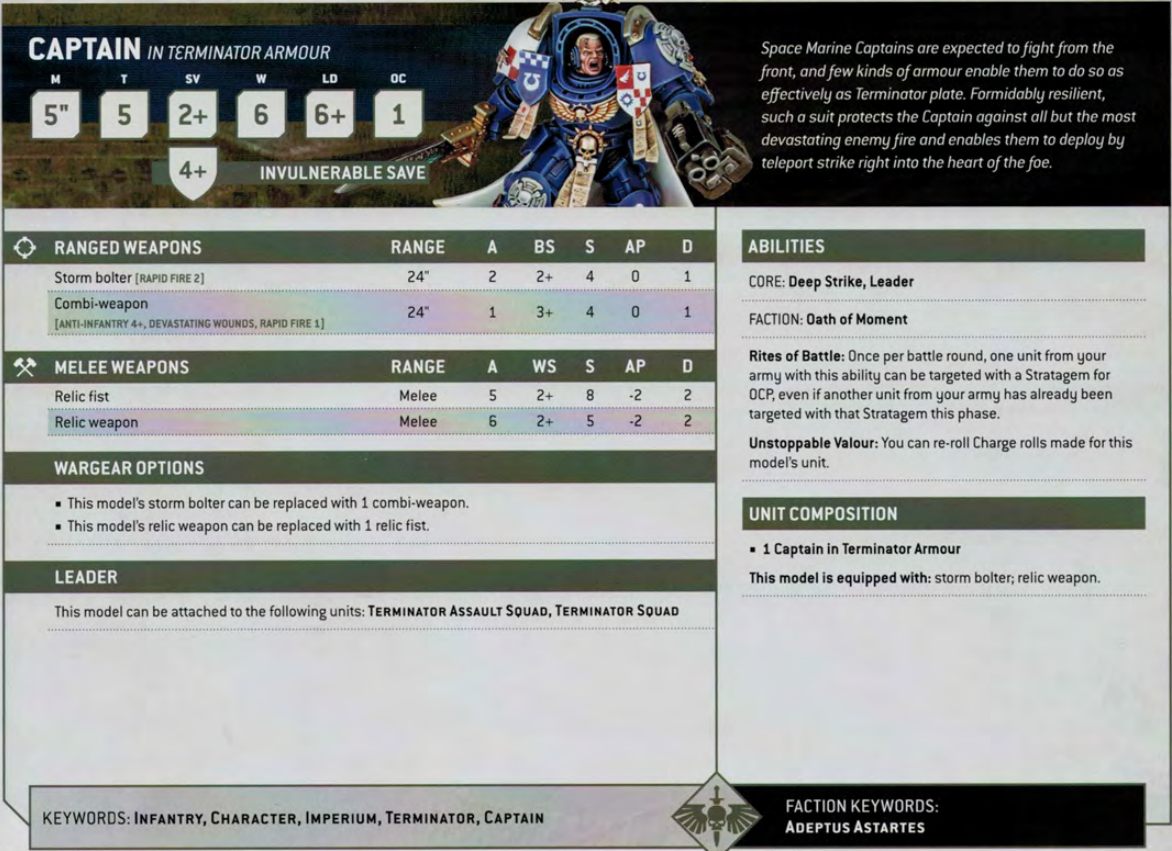 CAPTAIN IN TERMINATOR ARMOUR
M T SV W LD OC
5" 5 2+ 6 6+ 1
4+ INVULNERABLE SAVE
Space Marine Captains are expected to fight from the
front, and few kinds of armour enable them to do so as
effectively as Terminator plate. Formidably resilient,
such a suit protects the Captain against all but the most
devastating enemy fire and enables them to deploy by
teleport strike right into the heart of the foe.
RANGED WEAPONS RANGE A BS S AP D
Storm bolter [RAPID FIRE 2] 24" 2 2+ 4 0 1
Combi-weapon 24" 1 3+ 4 0 1
[ANTI-INFANTRY 4+, DEVASTATING WOUNDS, RAPID FIRE 1]
MELEE WEAPONS RANGE A WS S AP D
Relic fist Melee 5 2+ 8 -2 2
Relic weapon Melee 6 2+ 5 -2 2
WARGEAR OPTIONS
▪ This model's storm bolter can be replaced with 1 combi-weapon.
▪ This model's relic weapon can be replaced with 1 relic fist.
LEADER
This model can be attached to the following units: TERMINATOR ASSAULT SQUAD, TERMINATOR SQUAD
ABILITIES
CORE: Deep Strike, Leader
FACTION: Oath of Moment
Rites of Battle: Once per battle round, one unit from your
army with this ability can be targeted with a Stratagem for
0CP, even if another unit from your army has already been
targeted with that Stratagem this phase.
Unstoppable Valour: You can re-roll Charge rolls made for this
model's unit.
UNIT COMPOSITION
▪ 1 Captain in Terminator Armour
This model is equipped with: storm bolter; relic weapon.
KEYWORDS: INFANTRY, CHARACTER, IMPERIUM, TERMINATOR, CAPTAIN
FACTION KEYWORDS:
ADEPTUS ASTARTES